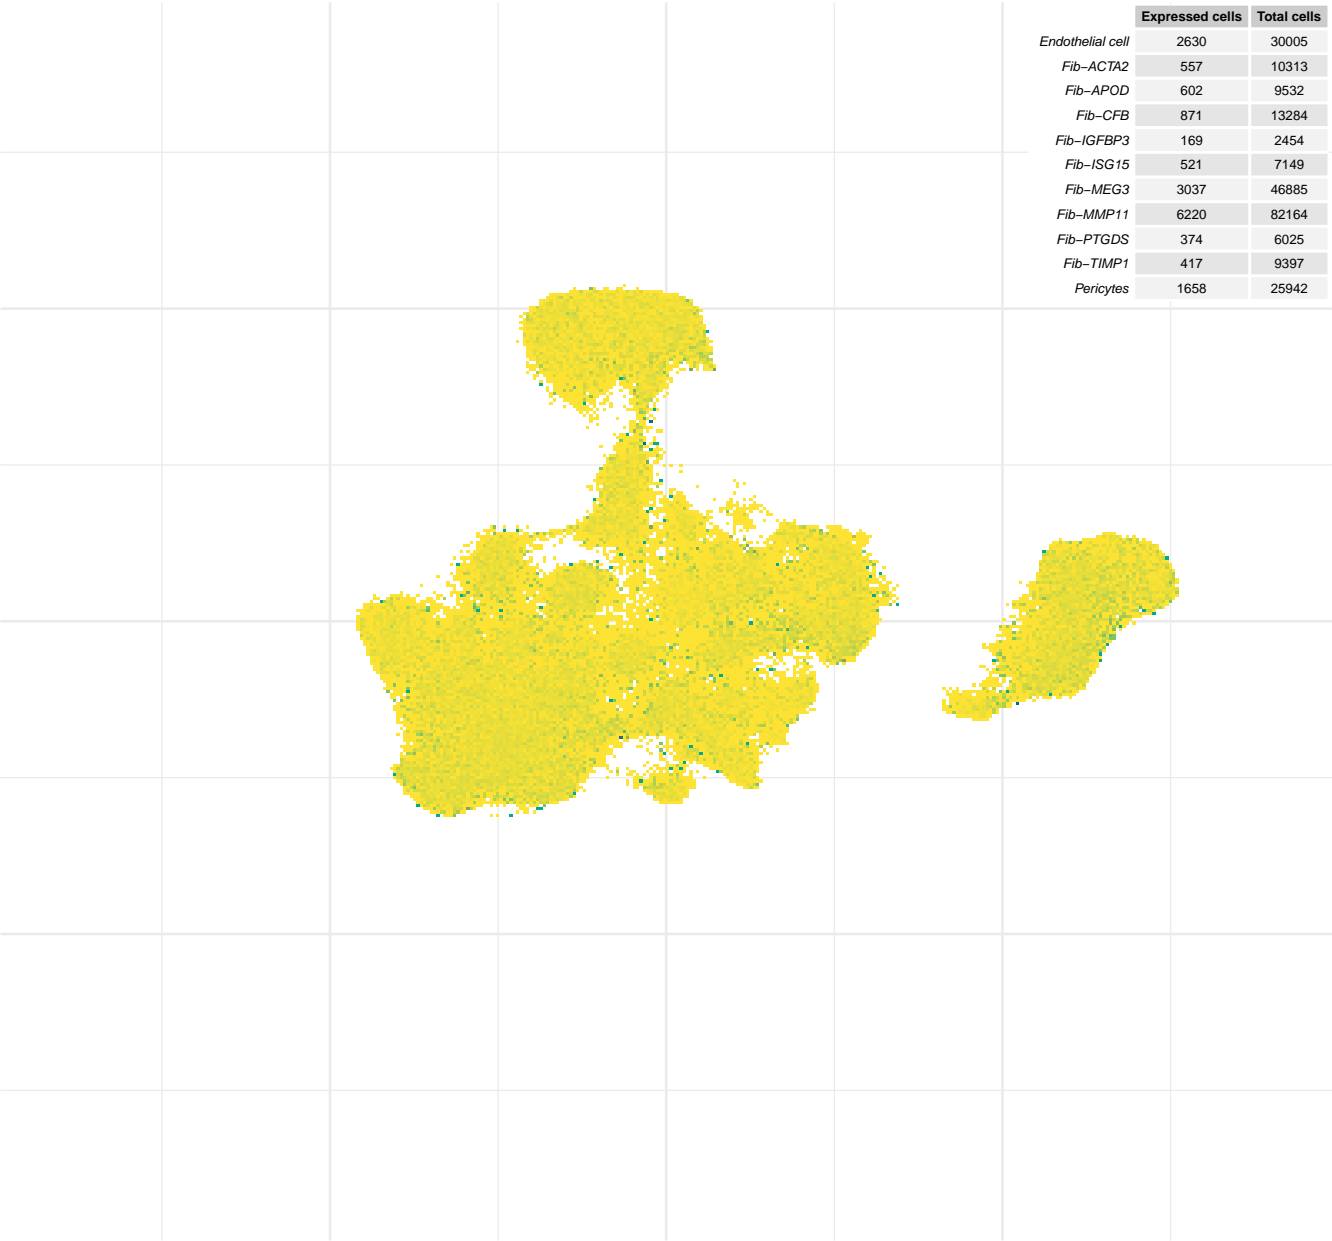 Expressed cells Total cells
Endothelial cell 2630 30005
Fib−ACTA2 557 10313
Fib−APOD 602 9532
Fib−CFB 871 13284
Fib−IGFBP3 169 2454
Fib−ISG15 521 7149
Fib−MEG3 3037 46885
Fib−MMP11 6220 82164
Fib−PTGDS 374 6025
Fib−TIMP1 417 9397
Pericytes 1658 25942